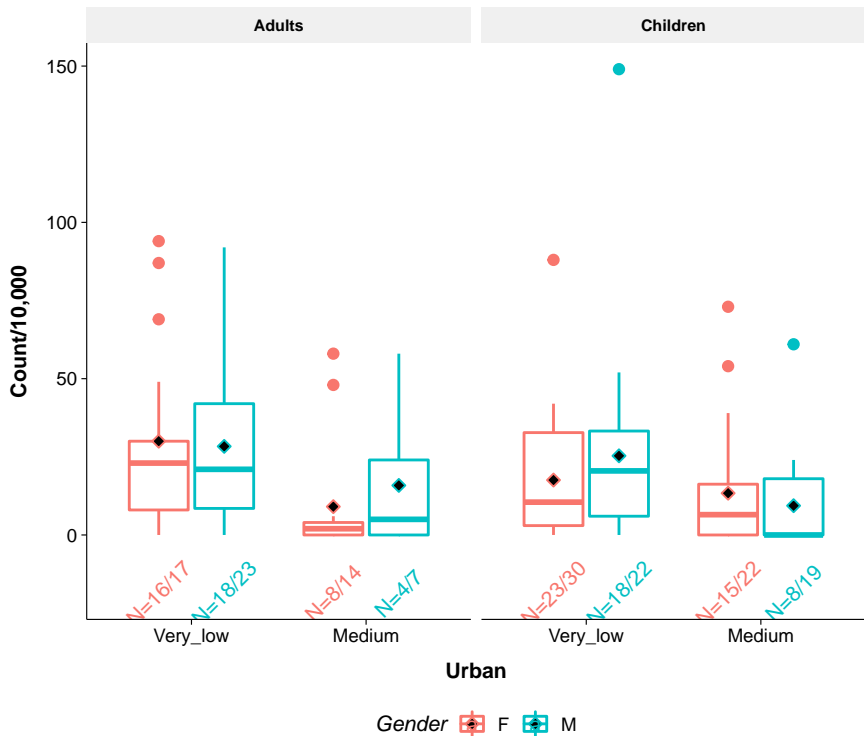 Adults Children
150
100
50
0
Count/10,000
N=16/17 N=18/23 N=8/14 N=4/7 N=23/30 N=18/22 N=15/22 N=8/19
Very_low Medium Very_low Medium
Urban
Gender F M